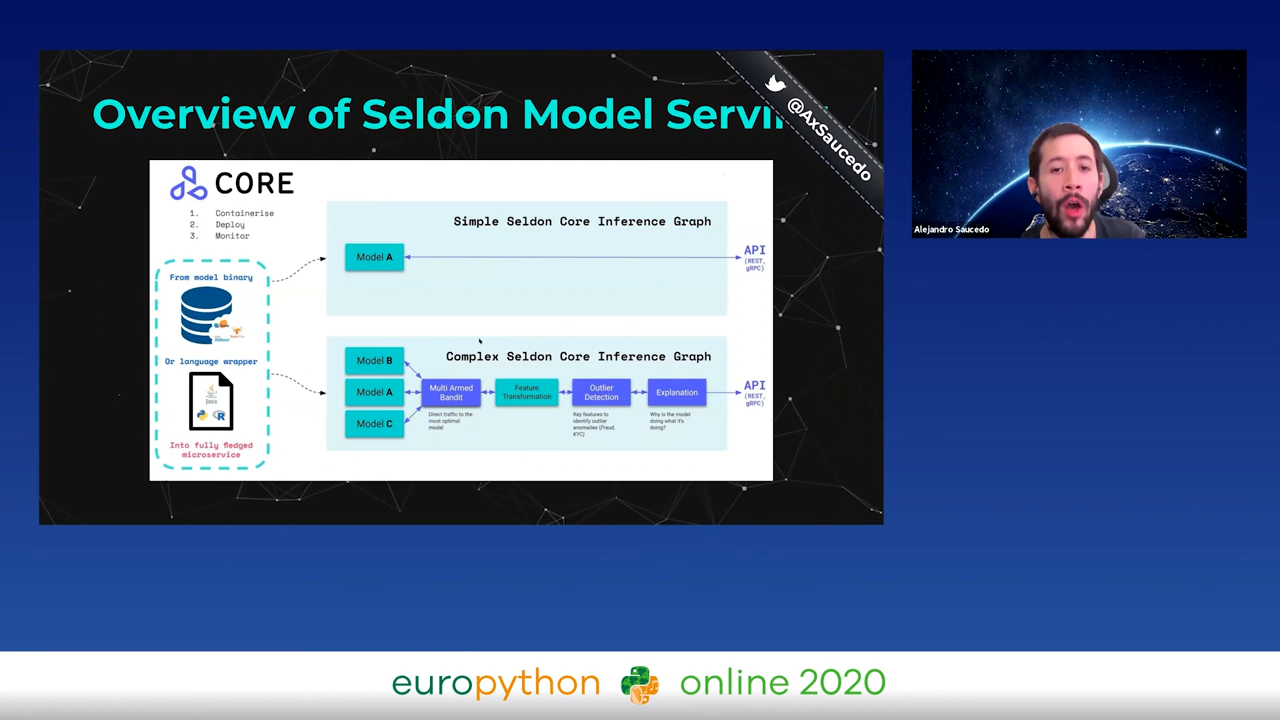 Overview of Seldon Model Servin
@AxSaucedo
CORE
1. Containerise
2. Deploy
3. Monitor
From model binary
Or language wrapper
Java
R
Into fully fledged
microservice
Simple Seldon Core Inference Graph
Model A
API
(REST,
gRPC)
Complex Seldon Core Inference Graph
Model B
Model A
Model C
Multi Armed
Bandit
Direct traffic to the
most optimal
model
Feature
Transformation
Outlier
Detection
Key features to
identify outlier
anomalies (Fraud,
KYC)
Explanation
Why is the model
doing what it's
doing?
API
(REST,
gRPC)
Alejandro Saucedo
europython online 2020